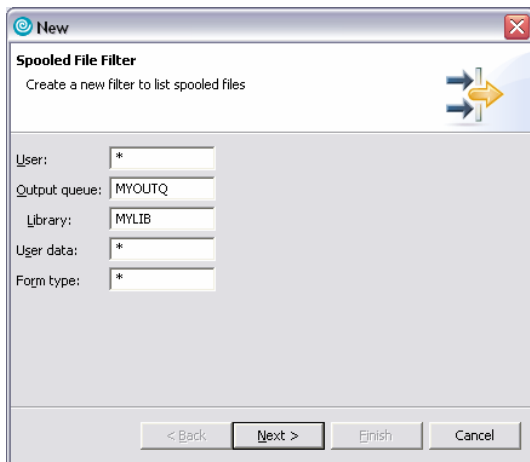 New
Spooled File Filter
Create a new filter to list spooled files
User: *
Output queue: MYOUTQ
Library: MYLIB
User data: *
Form type: *
< Back Next > Finish Cancel